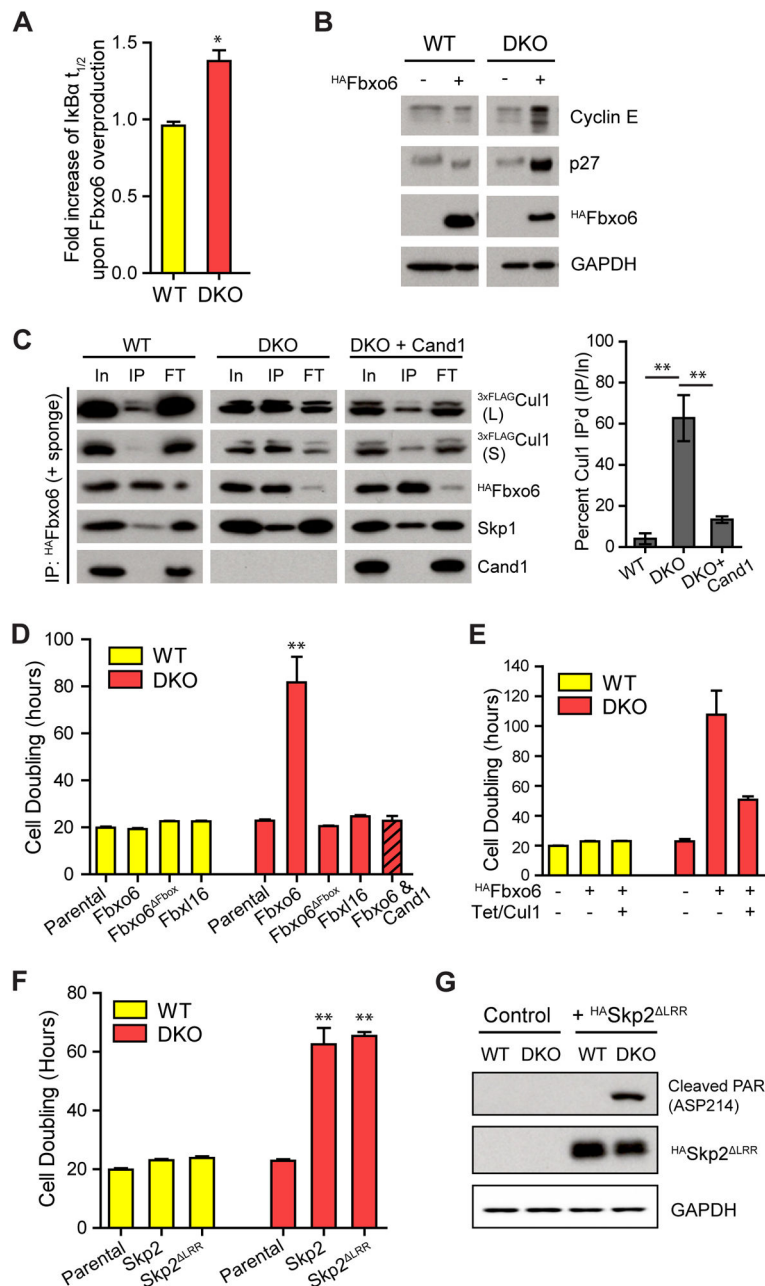 A
Fold increase of IκBα t1/2
upon Fbxo6 overproduction
1.5
1.0
0.5
0.0
*
WT DKO
B
WT DKO
HAFbxo6 - + - +
Cyclin E
p27
HAFbxo6
GAPDH
C
IP: HAFbxo6 (+ sponge)
WT DKO DKO + Cand1
In IP FT In IP FT In IP FT
3xFLAGCul1
(L)
3xFLAGCul1
(S)
HAFbxo6
Skp1
Cand1
Percent Cul1 IP'd (IP/In)
100
80
60
40
20
0
** **
WT
DKO
DKO+
Cand1
D
Cell Doubling (hours)
100
80
60
40
20
0
WT
DKO
**
Parental
Fbxo6
Fbxo6ΔFbox
Fbxl16
Parental
Fbxo6
Fbxo6ΔFbox
Fbxl16
Fbxo6 &
Cand1
E
Cell Doubling (hours)
140
120
100
80
60
40
20
0
WT
DKO
HAFbxo6 - + + - + +
Tet/Cul1 + +
F
Cell Doubling (Hours)
80
60
40
20
0
WT
DKO
** **
Parental
Skp2
Skp2ΔLRR
Parental
Skp2
Skp2ΔLRR
G
Control + HASkp2ΔLRR
WT DKO WT DKO
Cleaved PAR
(ASP214)
HASkp2ΔLRR
GAPDH